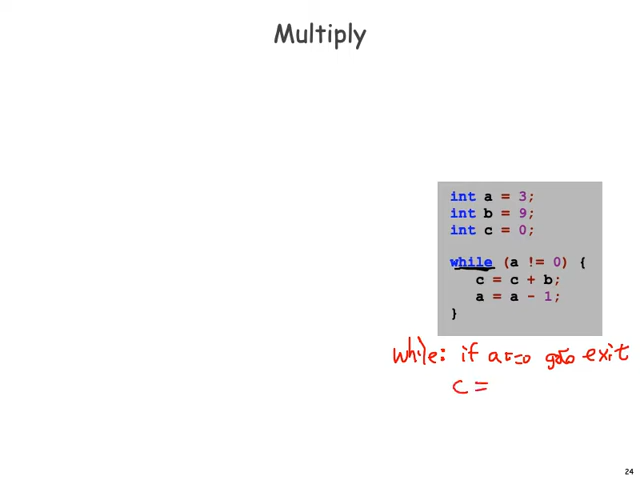 Multiply
int a = 3;
int b = 9;
int c = 0;
while (a != 0) {
c = c + b;
a = a - 1;
}
while: if a==0 goto exit
c =
24